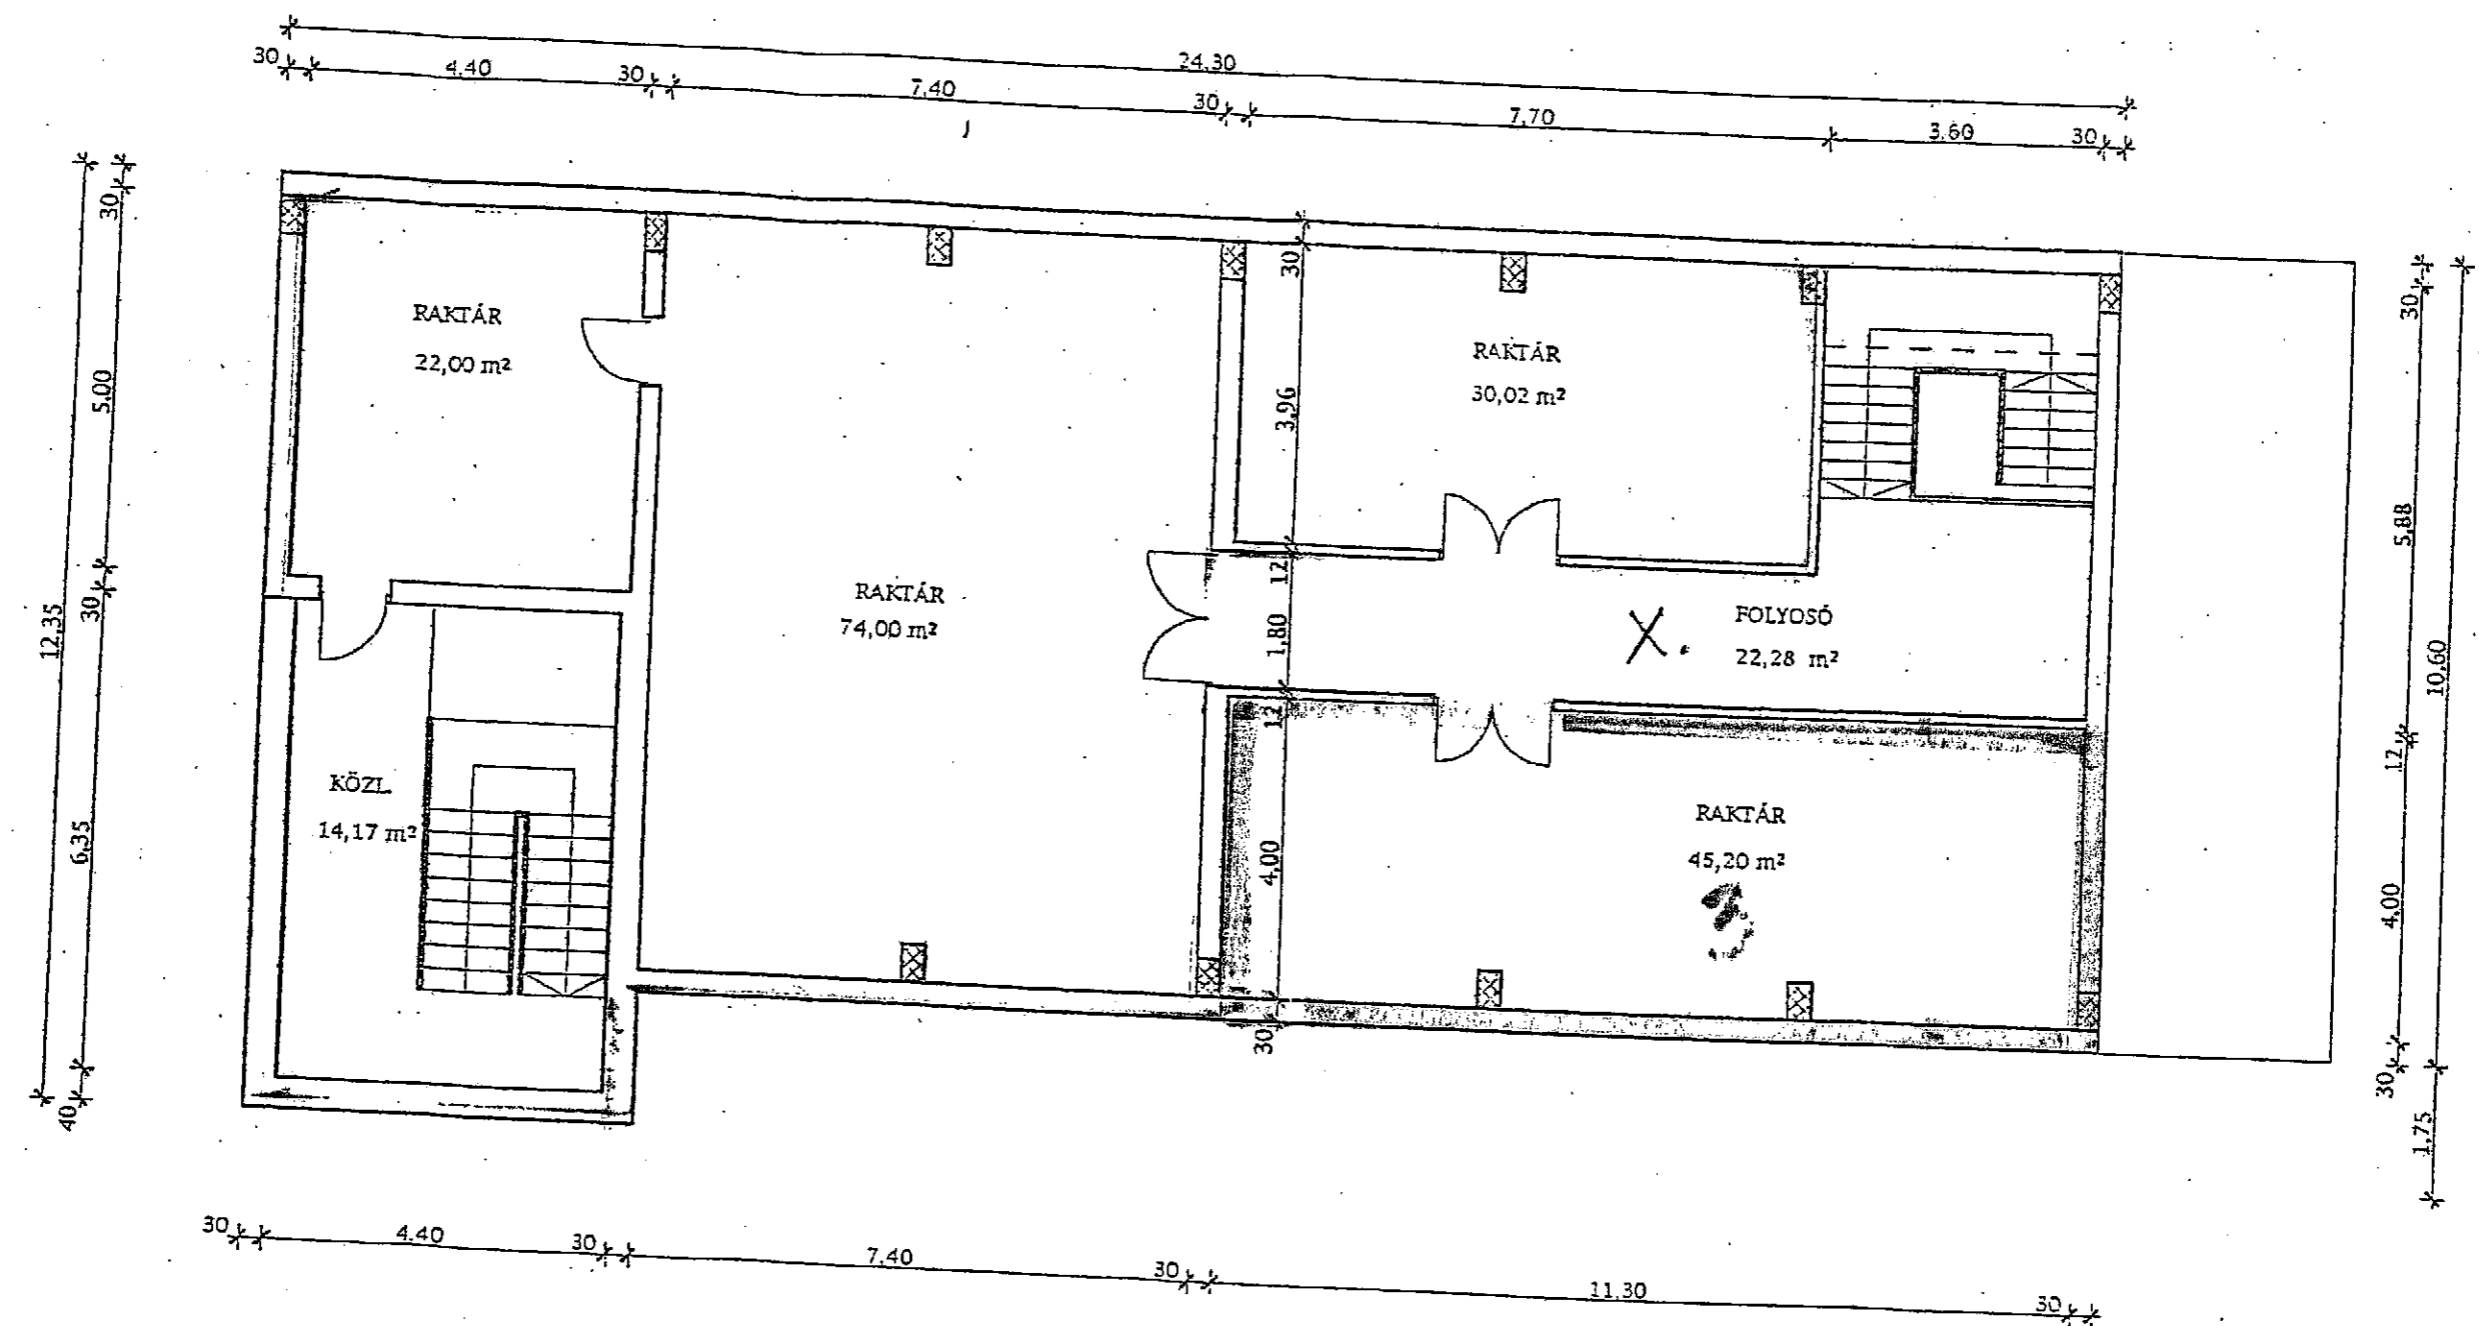 24,30
30 4,40 30 7,40 30 7,70 3,60 30
30
5,00
30
12,35
6,35
40
RAKTÁR
22,00 m²
RAKTÁR
74,00 m²
RAKTÁR
30,02 m²
30
3,96
12
1,80
12
4,00
30
FOLYOSÓ
22,28 m²
X.
KÖZL.
14,17 m²
RAKTÁR
45,20 m²
30
5,88
12
4,00
30
10,60
1,75
30 4,40 30 7,40 30 11,30 30